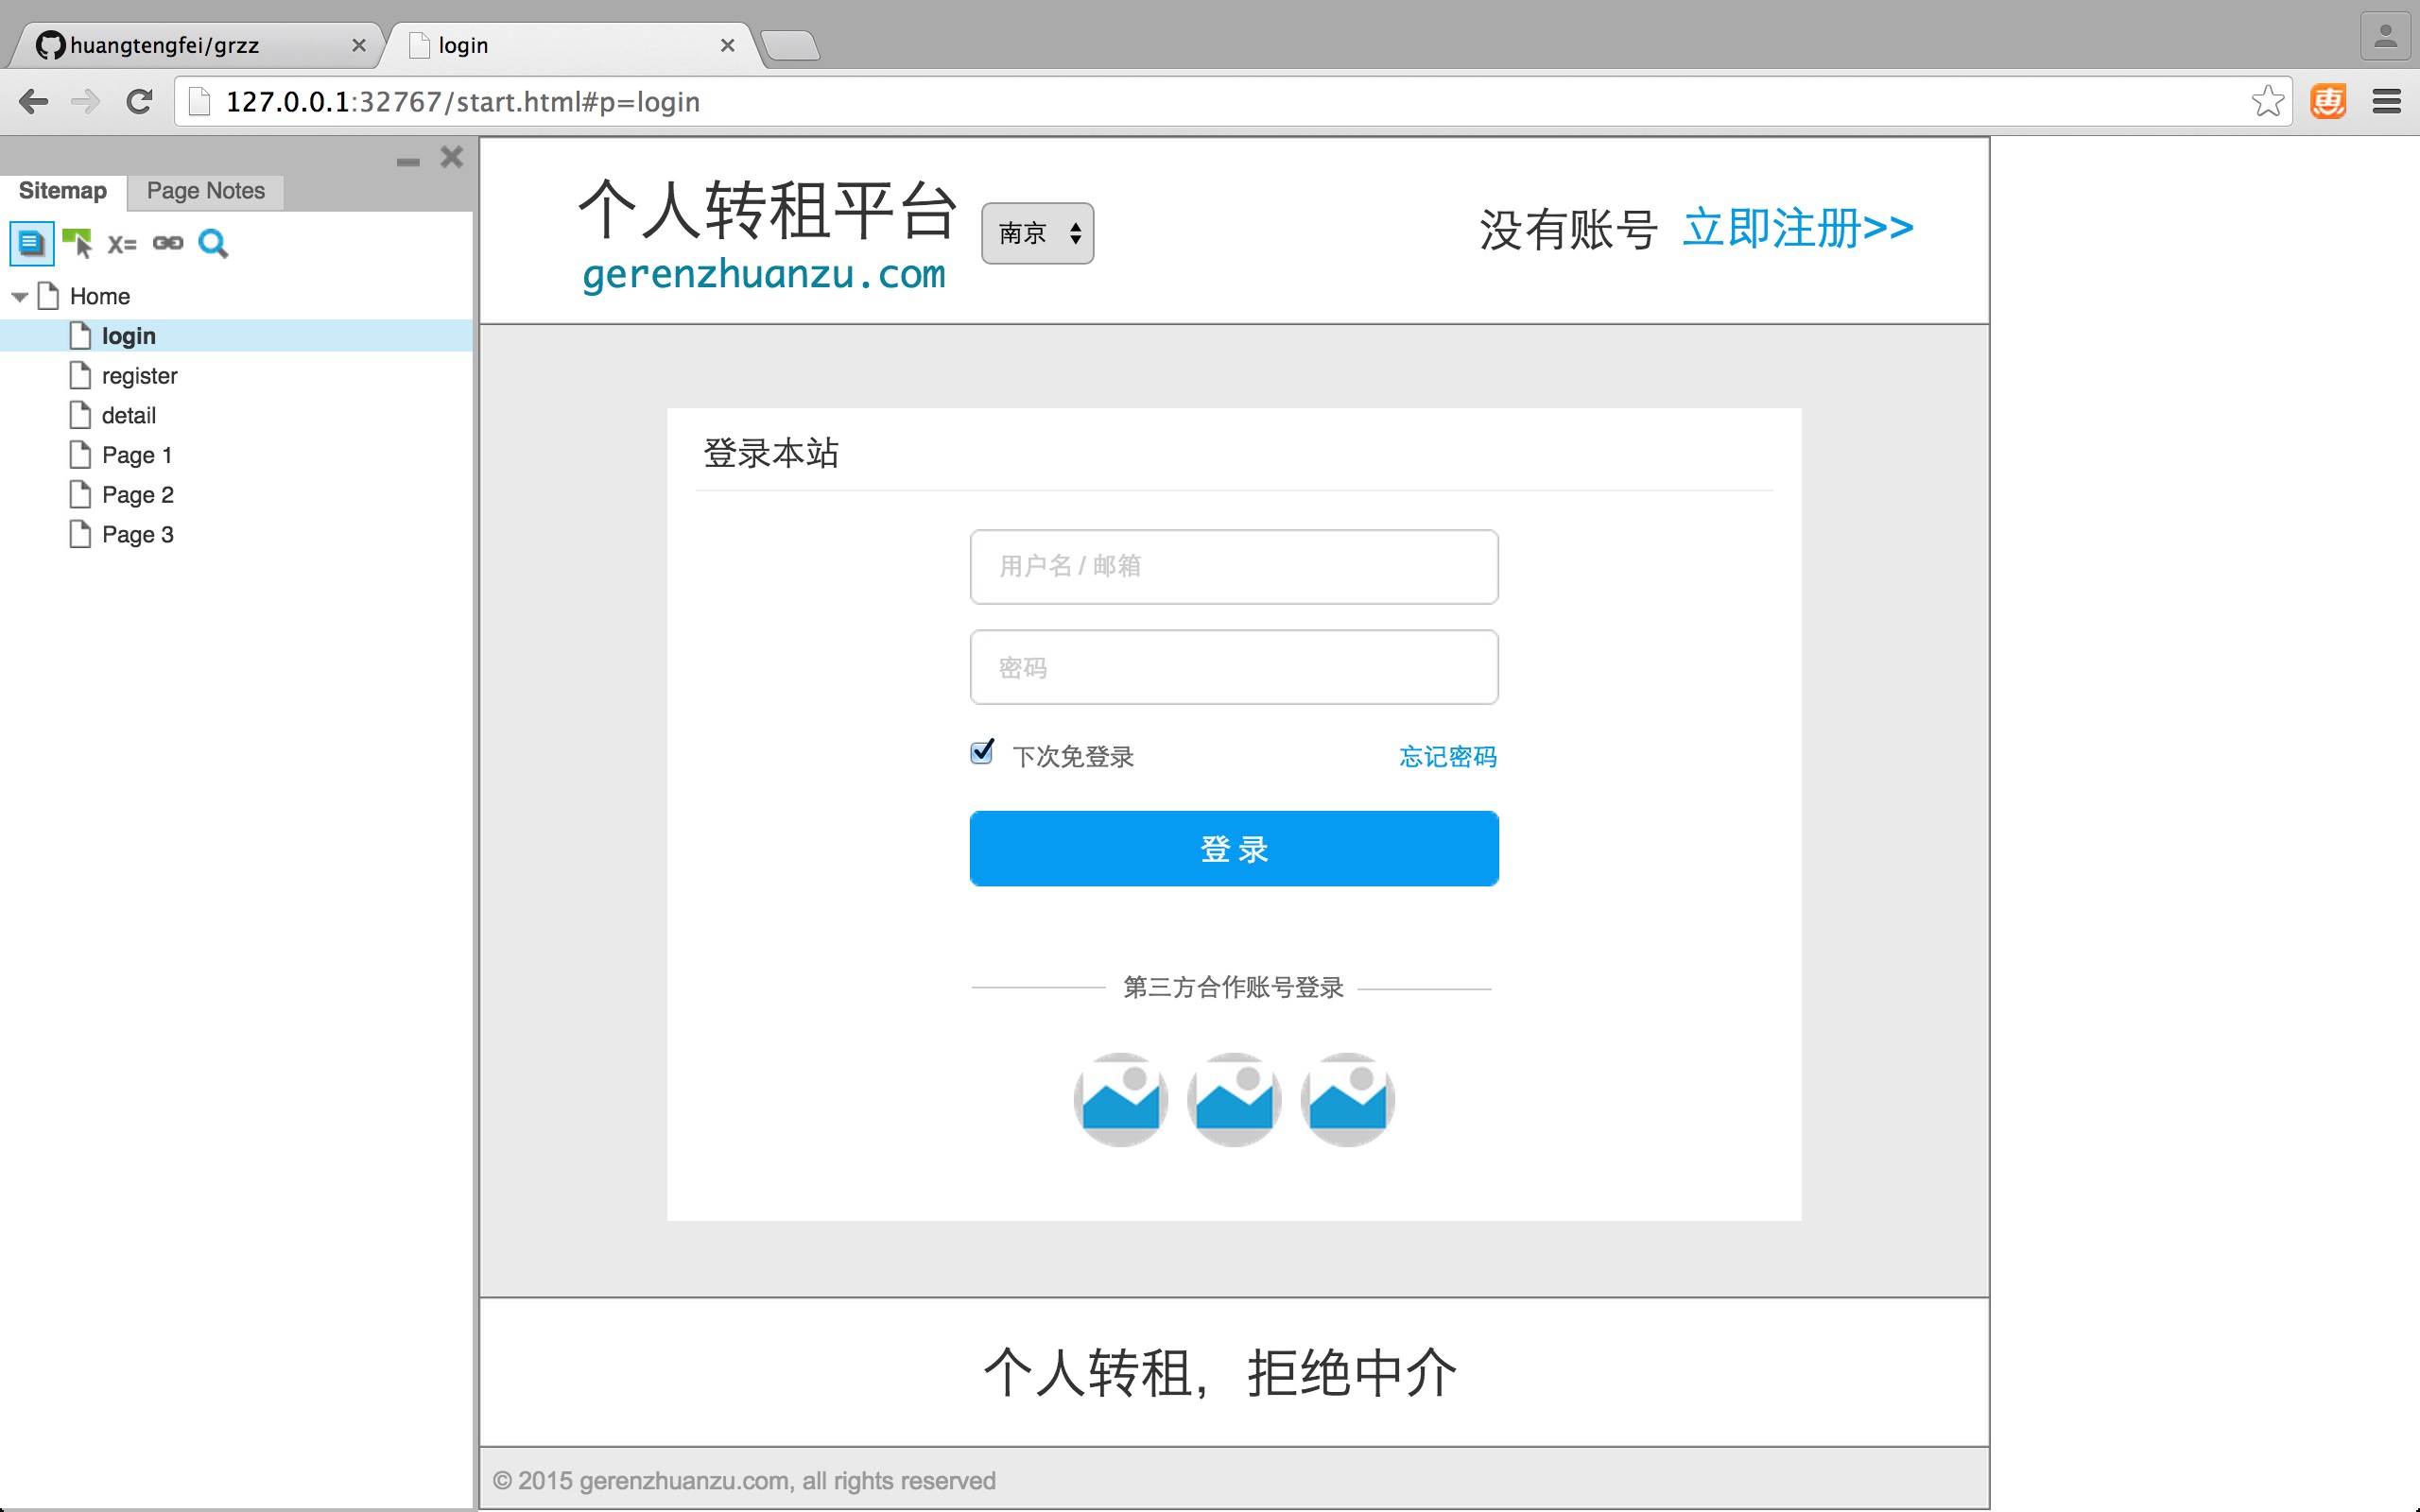 huangtengfei/grzz
login
127.0.0.1:32767/start.html#p=login
Sitemap
Page Notes
X=
Home
login
register
detail
Page 1
Page 2
Page 3
个人转租平台
gerenzhuanzu.com
南京
没有账号 立即注册>>
登录本站
用户名 / 邮箱
密码
下次免登录
忘记密码
登 录
第三方合作账号登录
个人转租，拒绝中介
© 2015 gerenzhuanzu.com, all rights reserved
惠